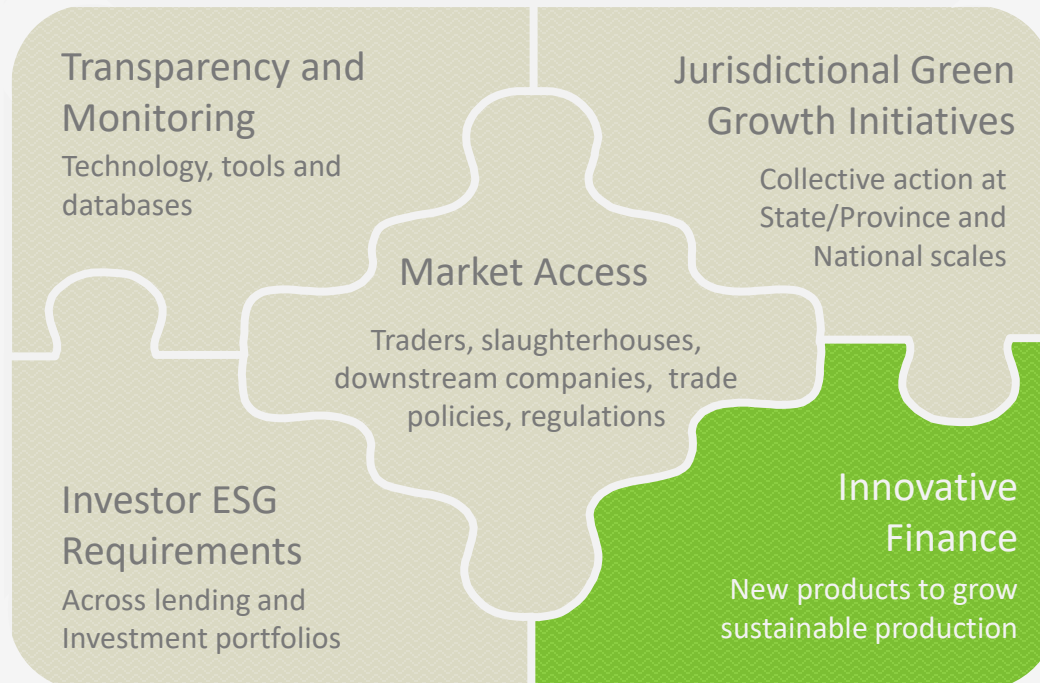 Transparency and
Monitoring
Technology, tools and
databases
Jurisdictional Green
Growth Initiatives
Collective action at
State/Province and
National scales
Market Access
Traders, slaughterhouses,
downstream companies,  trade
policies, regulations
Investor ESG
Requirements
Across lending and
Investment portfolios
Innovative
Finance
New products to grow
sustainable production